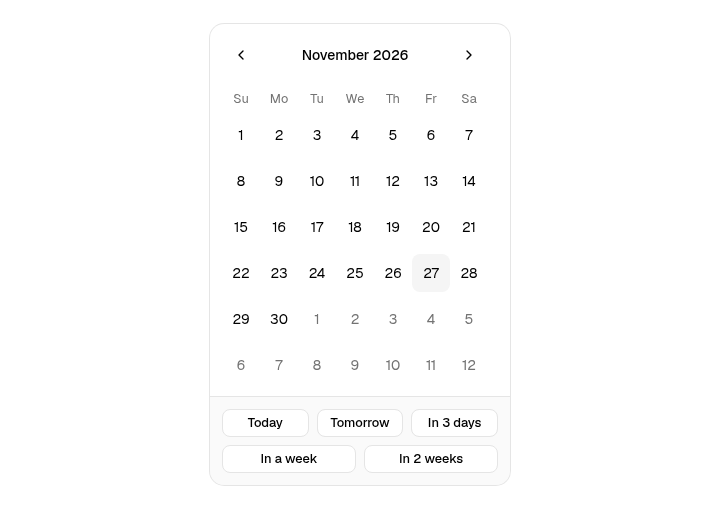 November 2026
Su Mo Tu We Th Fr Sa
1 2 3 4 5 6 7
8 9 10 11 12 13 14
15 16 17 18 19 20 21
22 23 24 25 26 27 28
29 30 1 2 3 4 5
6 7 8 9 10 11 12
Today Tomorrow In 3 days
In a week In 2 weeks